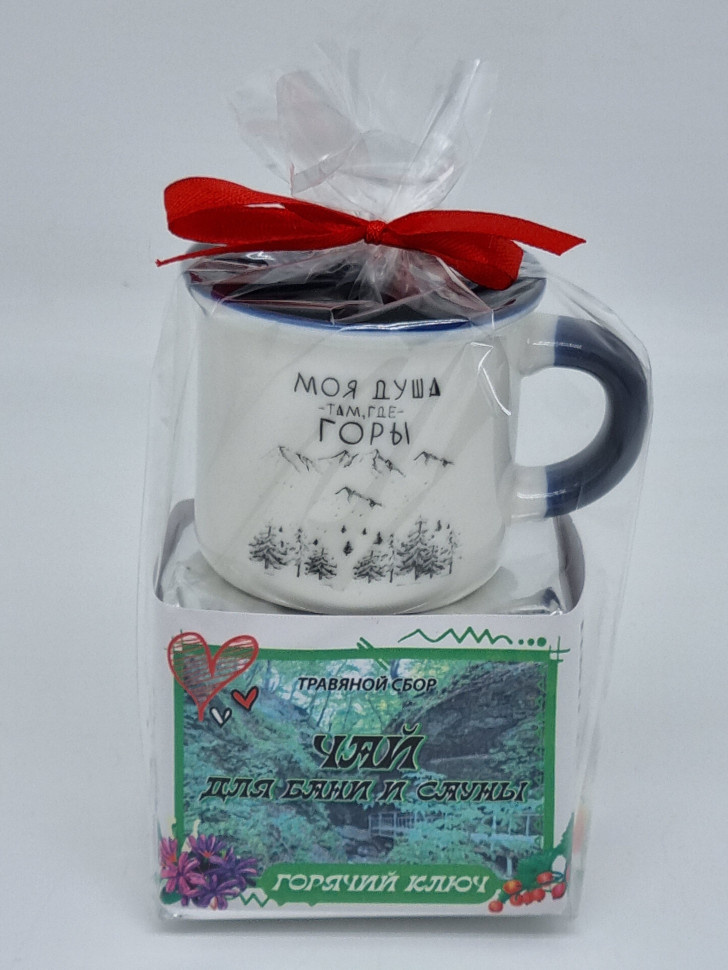 МОЯ ДУША
-ТАМ, ГДЕ-
ГОРЫ
ТРАВЯНОЙ СБОР
ЧАЙ
ДЛЯ БАНИ И САУНЫ
ГОРЯЧИЙ КЛЮЧ